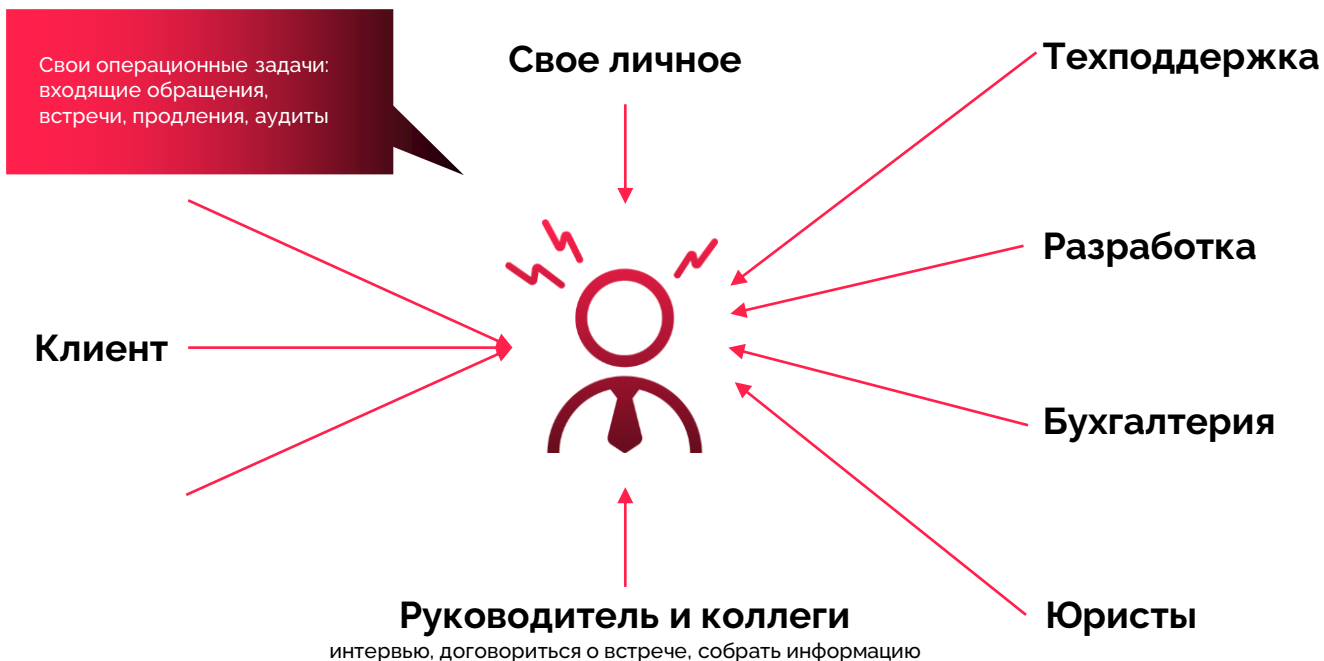 Свои операционные задачи:
входящие обращения,
встречи, продления, аудиты
Свое личное
Техподдержка
Разработка
Клиент
Бухгалтерия
Руководитель и коллеги
интервью, договориться о встрече, собрать информацию
Юристы